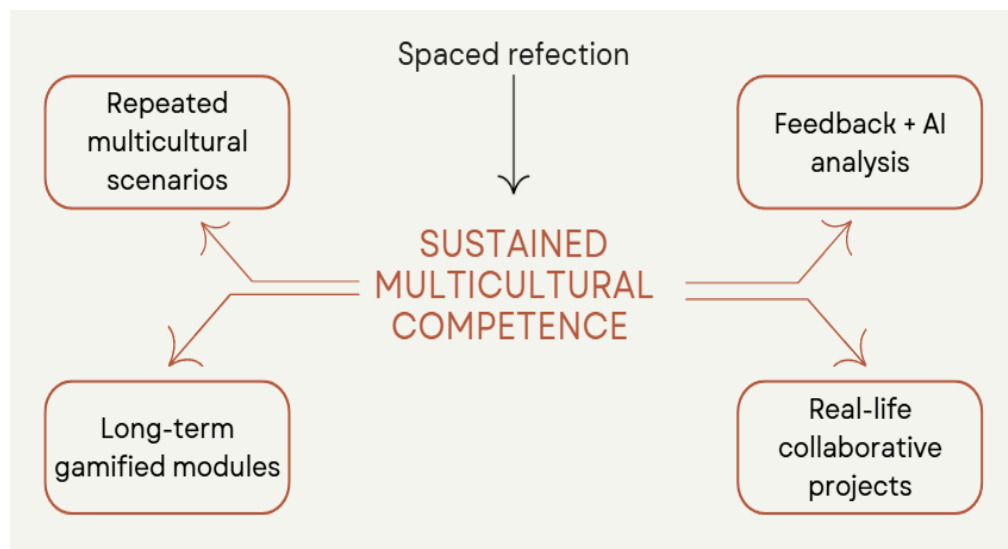 Spaced refection
Repeated
multicultural
scenarios
Feedback + AI
analysis
SUSTAINED
MULTICULTURAL
COMPETENCE
Long-term
gamified modules
Real-life
collaborative
projects